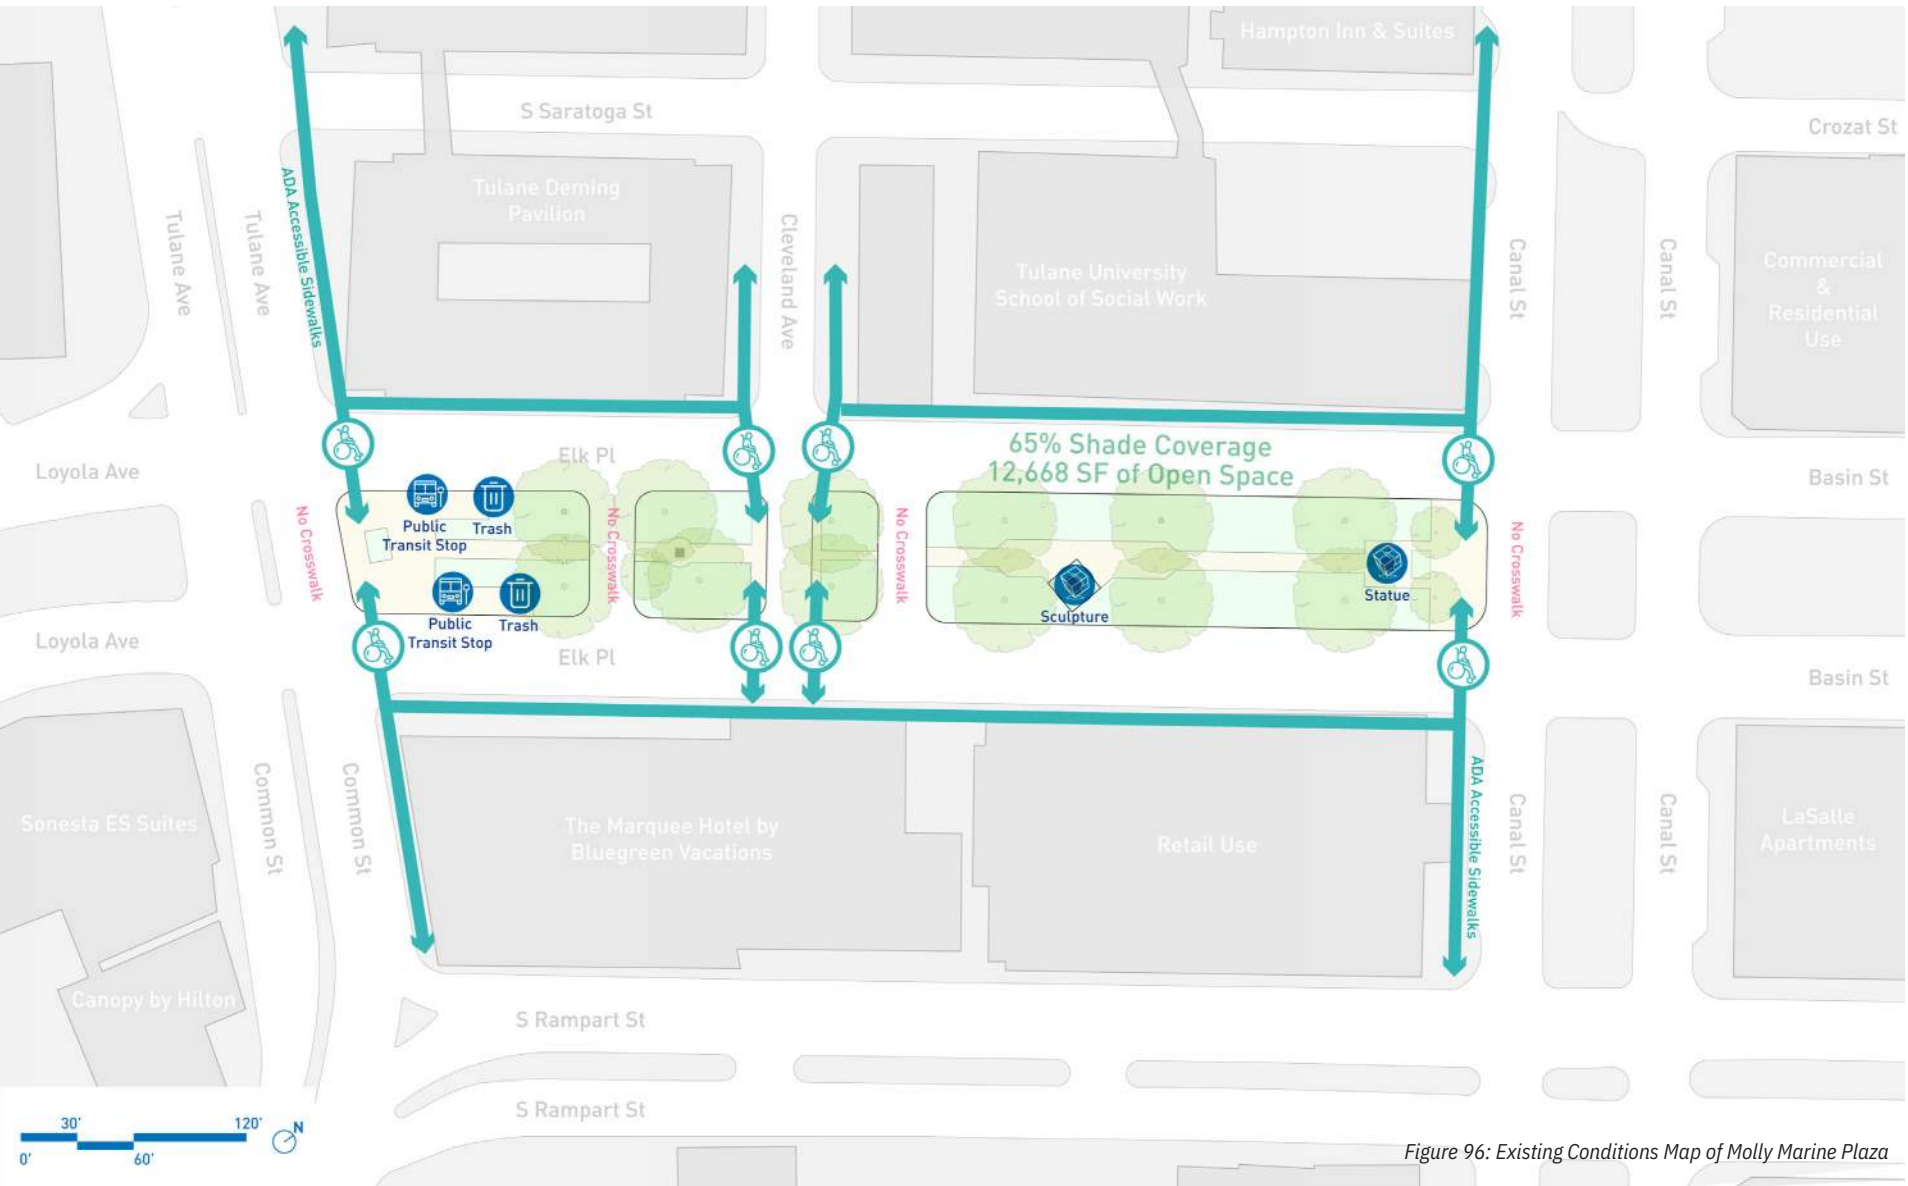 Hampton Inn & Suites
S Saratoga St
Crozat St
Tulane Ave
Tulane Ave
ADA Accessible Sidewalks
Tulane Deming
Pavilion
Cleveland Ave
Tulane University
School of Social Work
Canal St
Canal St
Commercial
&
Residential
Use
Loyola Ave
Elk Pl
65% Shade Coverage
12,668 SF of Open Space
Basin St
No Crosswalk
Public
Transit Stop
Trash
No Crosswalk
No Crosswalk
No Crosswalk
Public
Transit Stop
Trash
Sculpture
Statue
Loyola Ave
Elk Pl
Basin St
Sonesta ES Suites
Common St
Common St
The Marquee Hotel by
Bluegreen Vacations
Retail Use
ADA Accessible Sidewalks
Canal St
Canal St
LaSalle
Apartments
Canopy by Hilton
S Rampart St
S Rampart St
30'
120'
0'
60'
N
Figure 96: Existing Conditions Map of Molly Marine Plaza